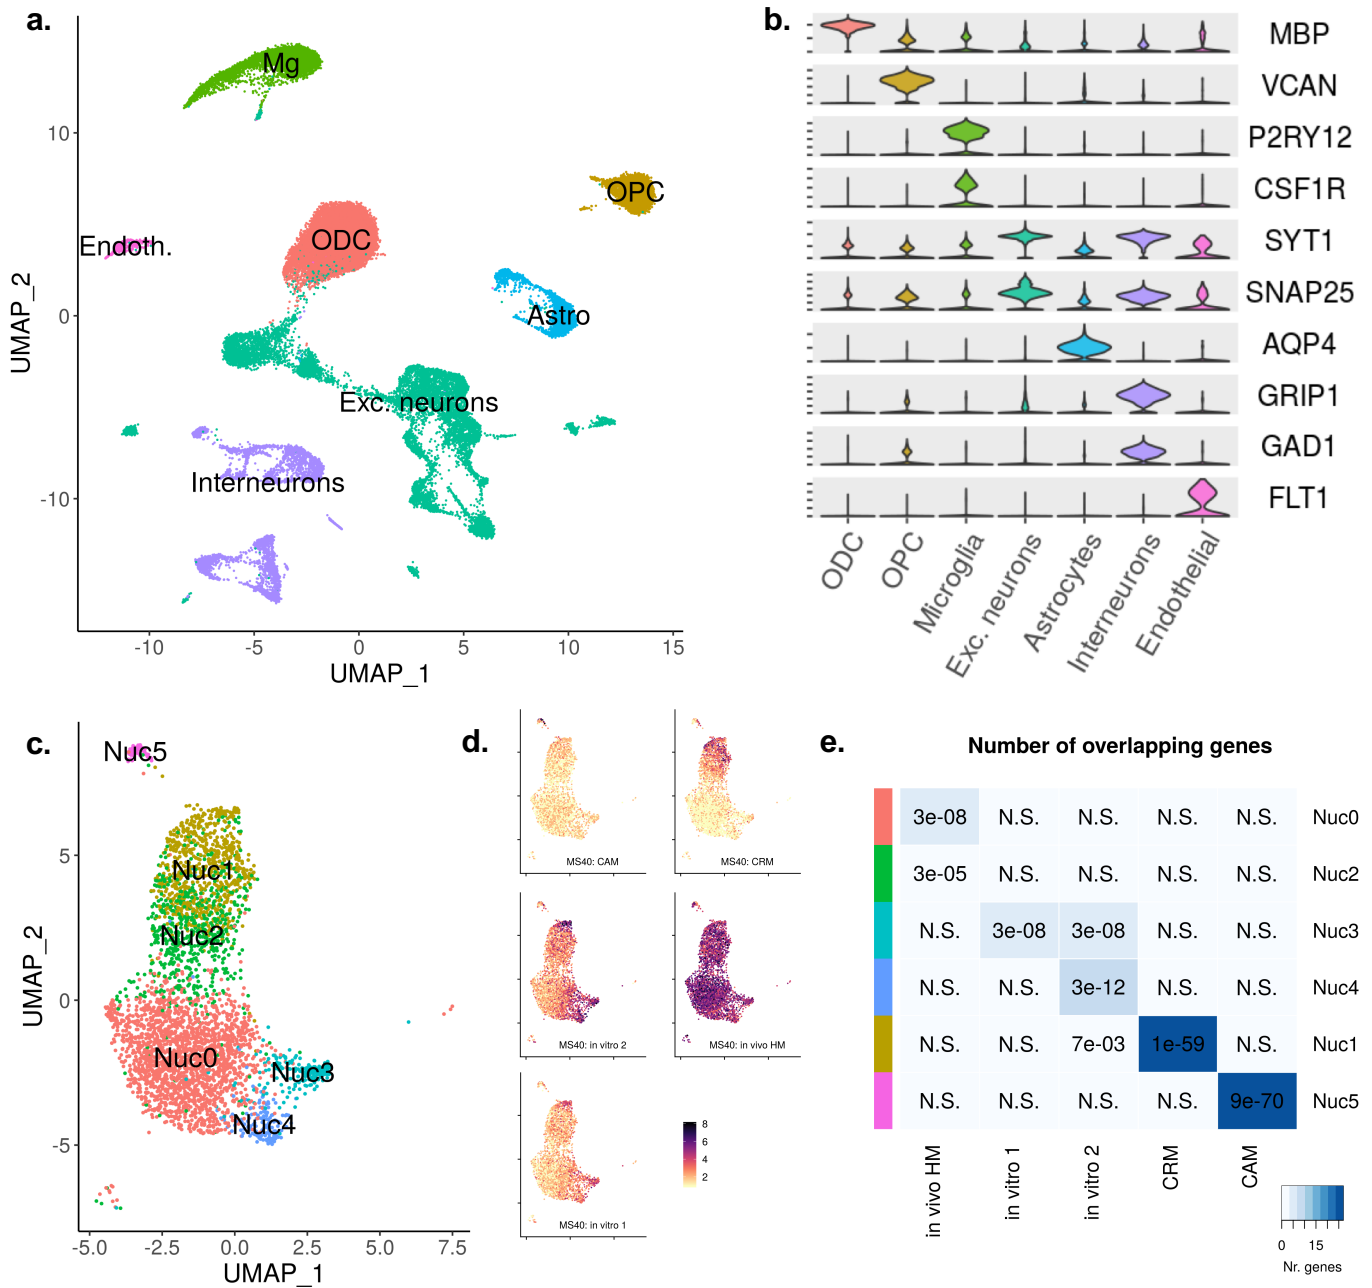 a.
Mg
OPC
ODC
Endoth.
Astro
Exc. neurons
Interneurons
10
0
-10
UMAP_2
-10
-5
0
5
10
15
UMAP_1
b.
MBP
VCAN
P2RY12
CSF1R
SYT1
SNAP25
AQP4
GRIP1
GAD1
FLT1
ODC
OPC
Microglia
Exc. neurons
Astrocytes
Interneurons
Endothelial
c.
Nuc5
Nuc1
Nuc2
Nuc0
Nuc3
Nuc4
5
0
-5
UMAP_2
-5.0
-2.5
0.0
2.5
5.0
7.5
UMAP_1
d.
MS40: CAM
MS40: CRM
MS40: in vitro 2
MS40: in vivo HM
MS40: in vitro 1
8
6
4
2
e.
Number of overlapping genes
3e-08 N.S. N.S. N.S. N.S. Nuc0
3e-05 N.S. N.S. N.S. N.S. Nuc2
N.S. 3e-08 3e-08 N.S. N.S. Nuc3
N.S. N.S. 3e-12 N.S. N.S. Nuc4
N.S. N.S. 7e-03 1e-59 N.S. Nuc1
N.S. N.S. N.S. N.S. 9e-70 Nuc5
in vivo HM
in vitro 1
in vitro 2
CRM
CAM
0 15
Nr. genes